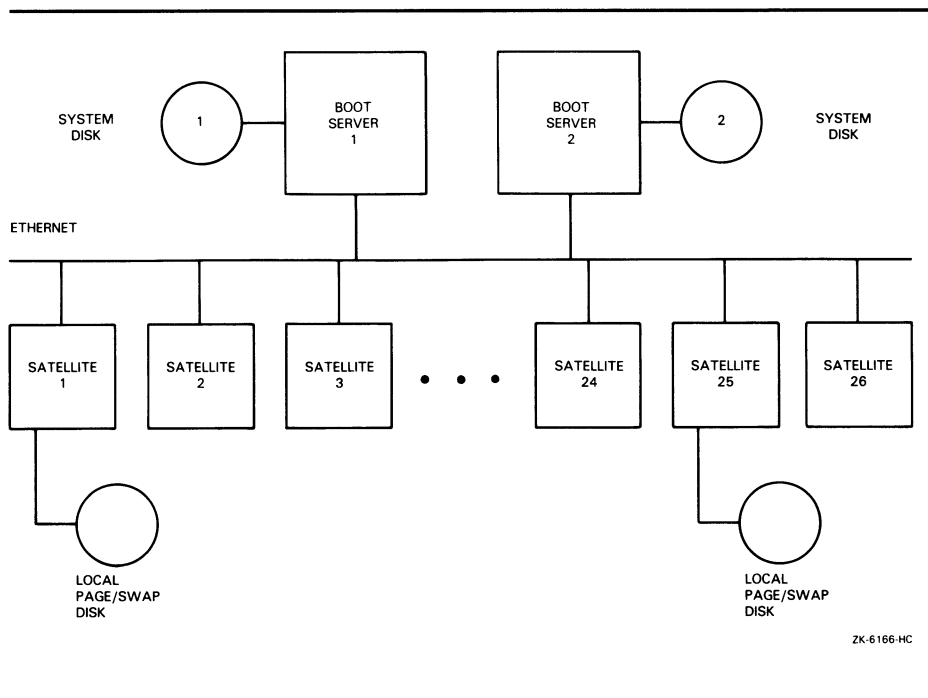 SYSTEM
DISK
1
BOOT
SERVER
1
BOOT
SERVER
2
2
SYSTEM
DISK
ETHERNET
SATELLITE
1
SATELLITE
2
SATELLITE
3
SATELLITE
24
SATELLITE
25
SATELLITE
26
LOCAL
PAGE/SWAP
DISK
LOCAL
PAGE/SWAP
DISK
ZK-6166-HC